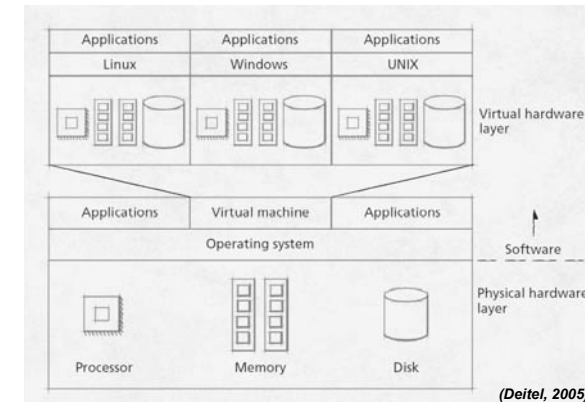 Applications Applications Applications
Linux Windows UNIX
Virtual hardware
layer
Applications Virtual machine Applications
Operating system
Software
Physical hardware
layer
Processor Memory Disk
(Deitel, 2005)